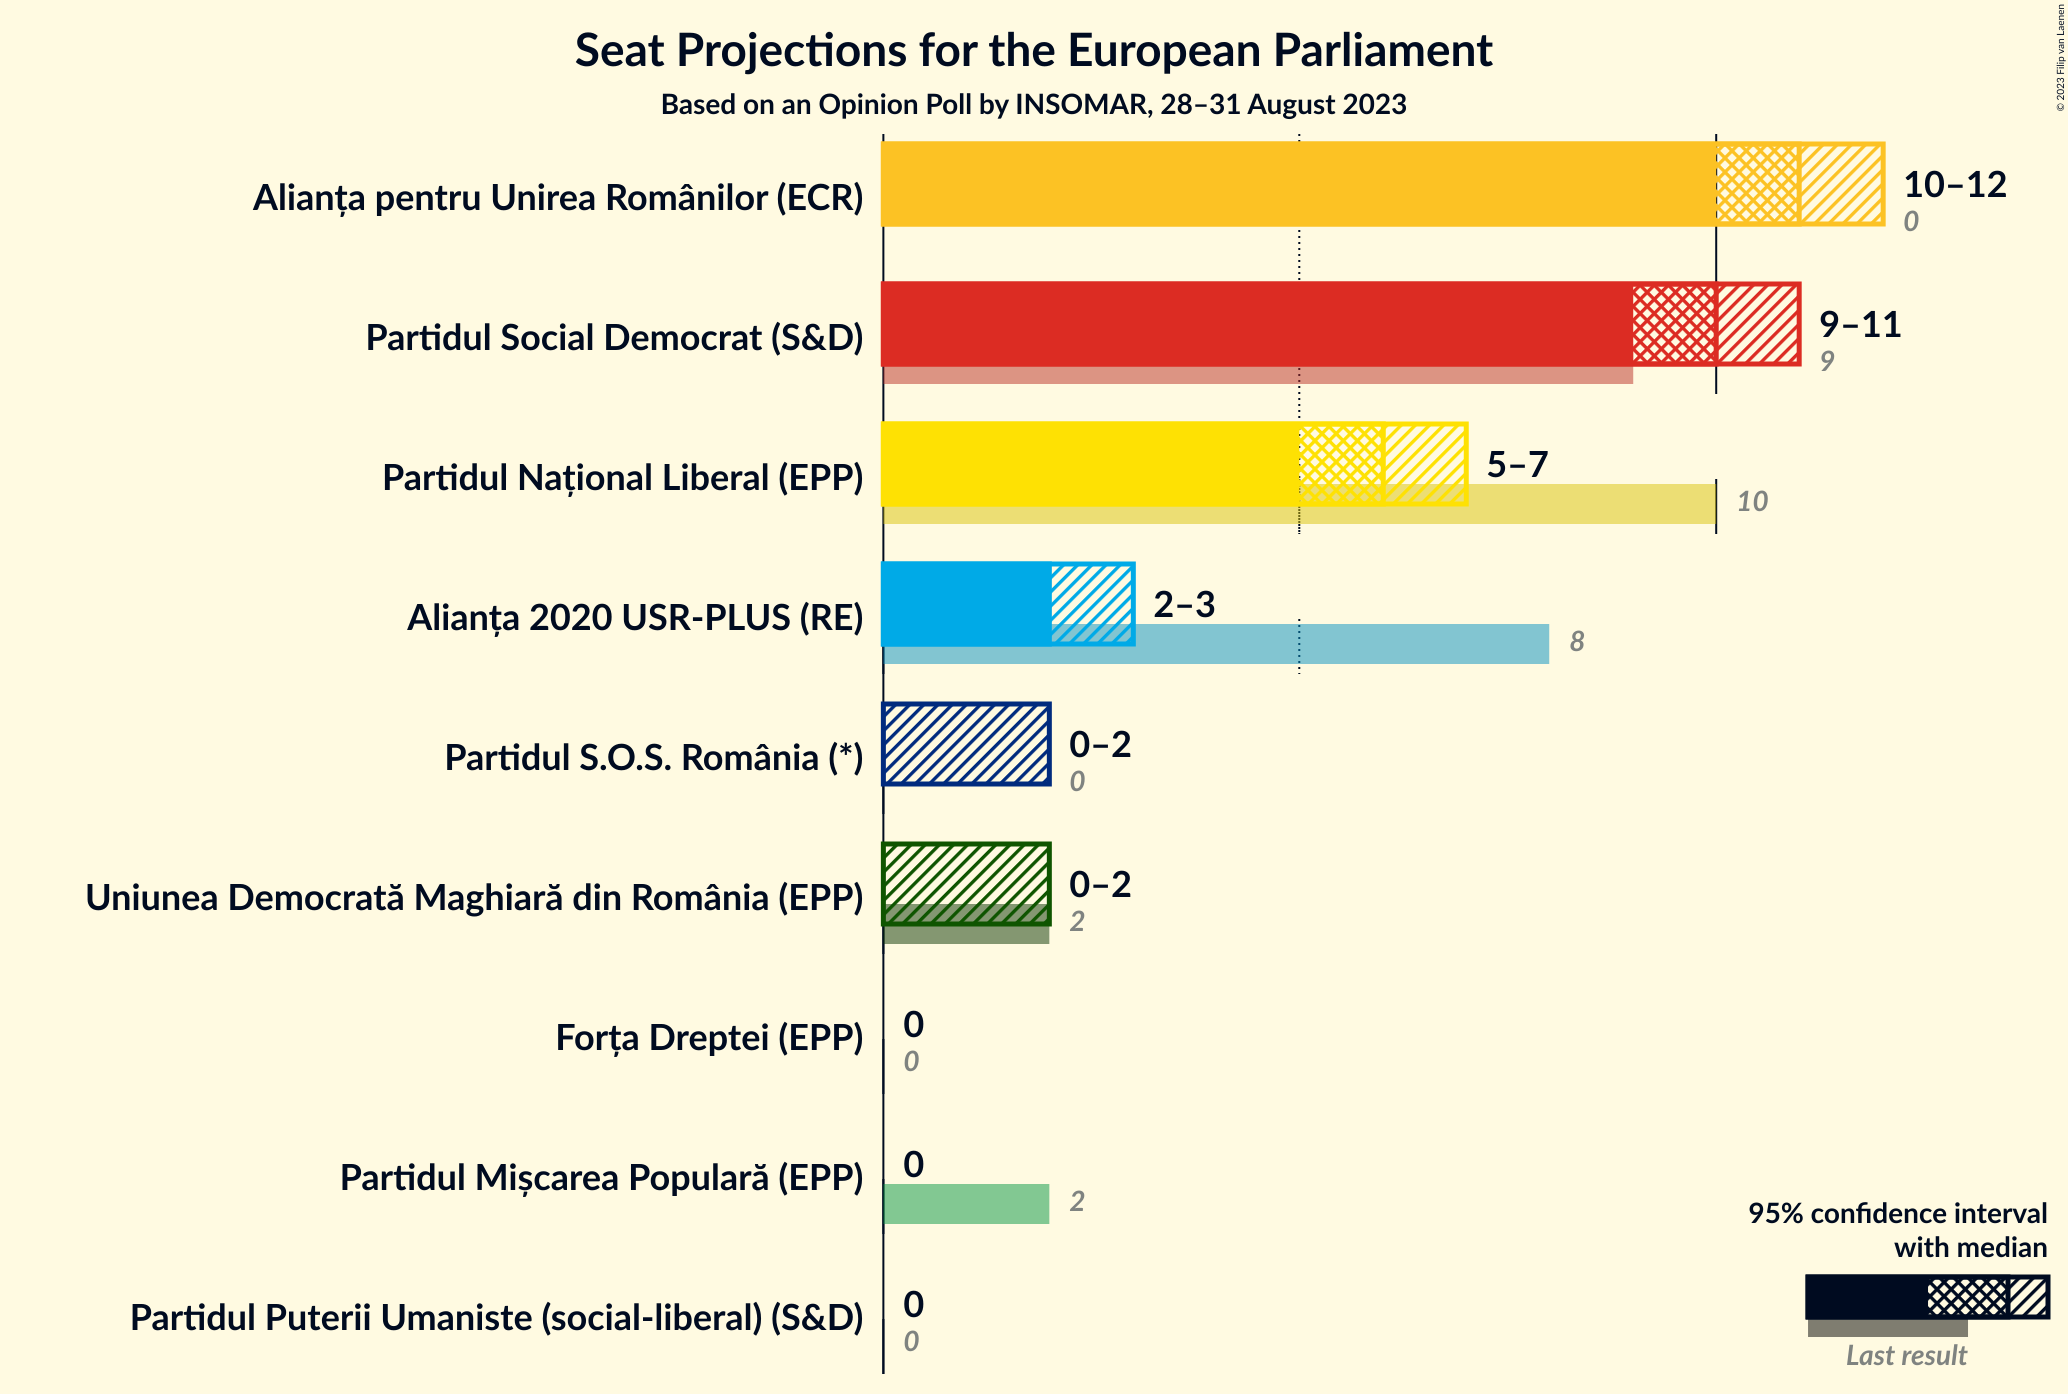 Seat Projections for the European Parliament
Based on an Opinion Poll by INSOMAR, 28–31 August 2023
© 2023 Filip van Laenen
Alianța pentru Unirea Românilor (ECR)
10–12
0
Partidul Social Democrat (S&D)
9–11
9
Partidul Național Liberal (EPP)
5–7
10
Alianța 2020 USR-PLUS (RE)
2–3
8
Partidul S.O.S. România (*)
0–2
0
Uniunea Democrată Maghiară din România (EPP)
0–2
2
Forța Dreptei (EPP)
0
0
Partidul Mișcarea Populară (EPP)
0
2
Partidul Puterii Umaniste (social-liberal) (S&D)
0
0
95% confidence interval
with median
Last result